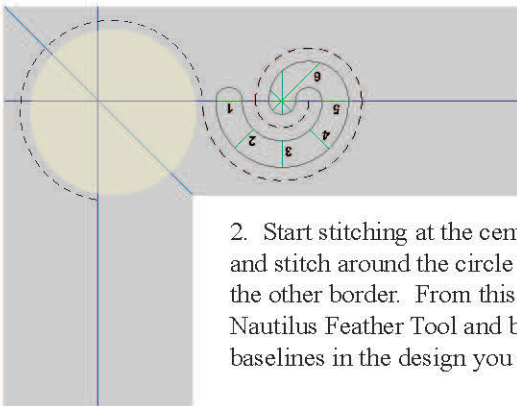 6
1
5
2
4
3
2. Start stitching at the cen
and stitch around the circle
the other border. From this
Nautilus Feather Tool and b
baselines in the design you